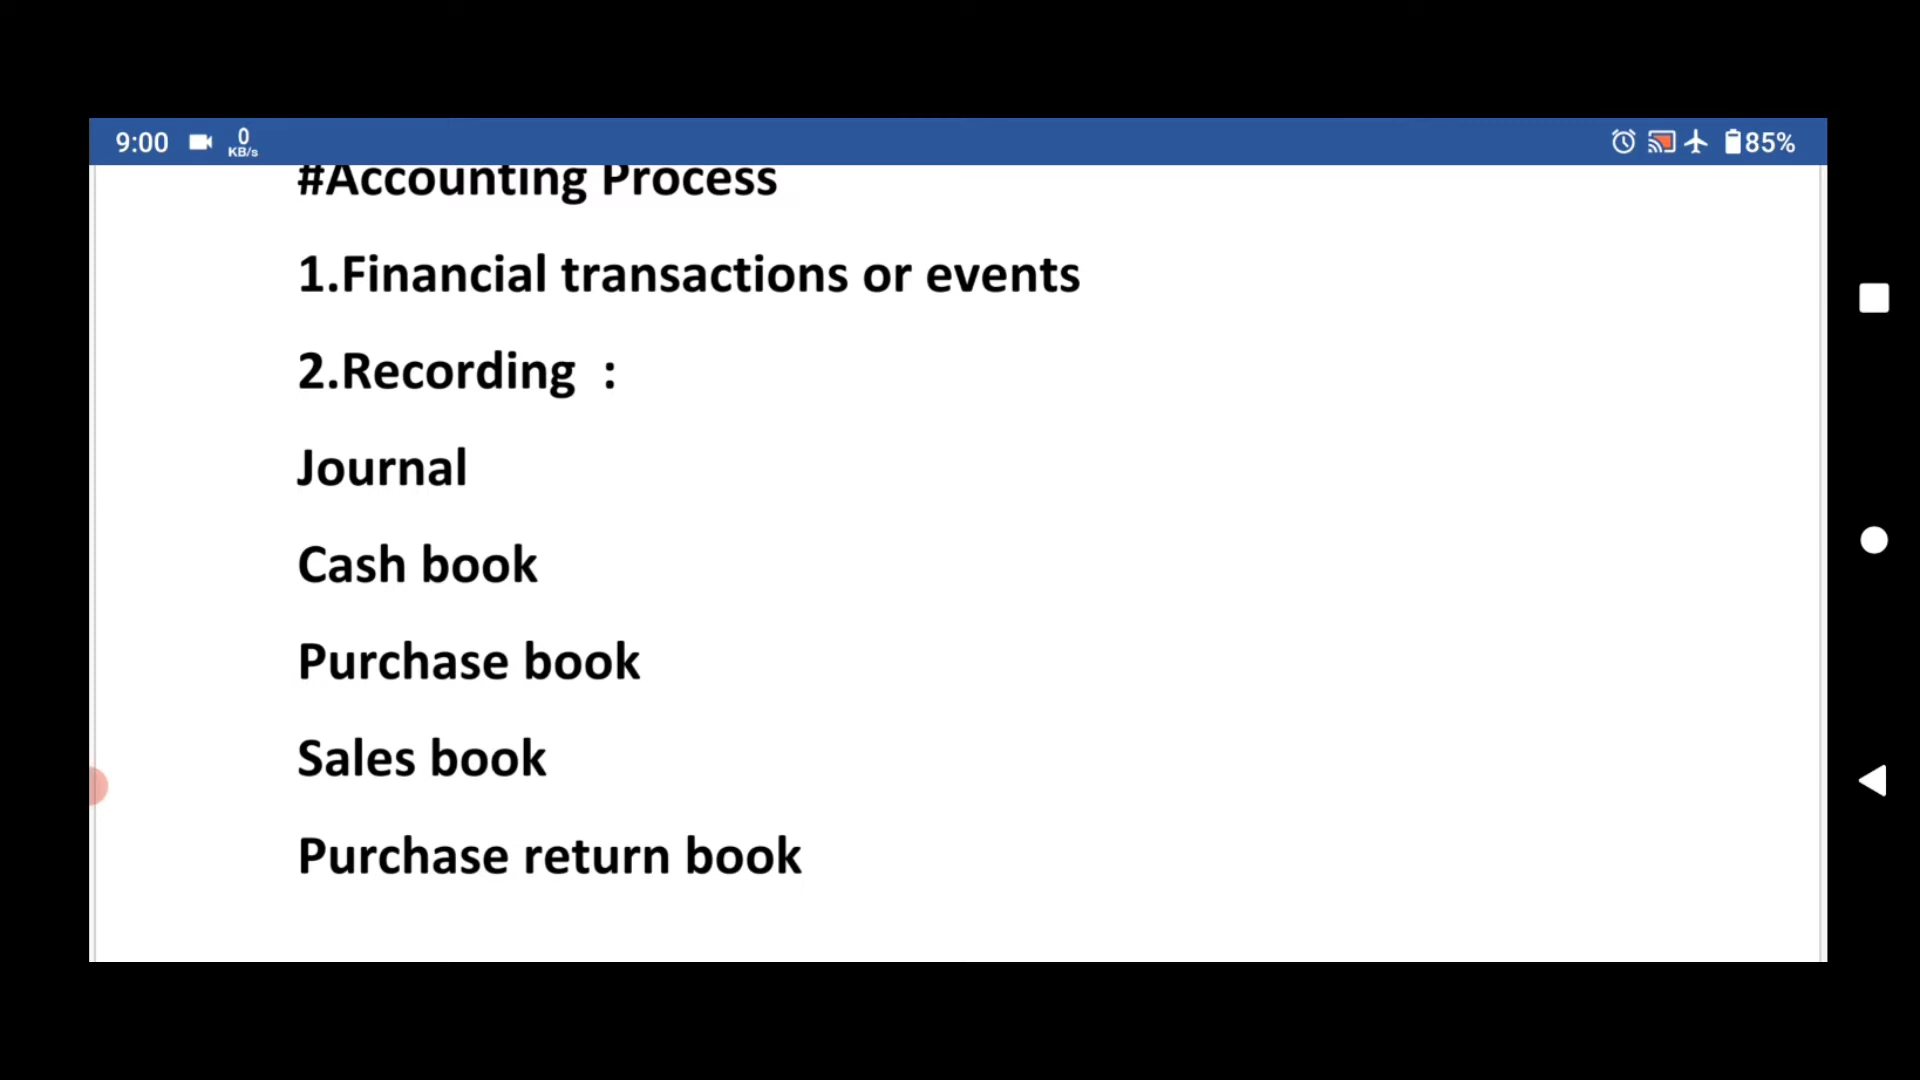 9:00 0 KB/s 85%
#Accounting Process
1.Financial transactions or events
2.Recording :
Journal
Cash book
Purchase book
Sales book
Purchase return book